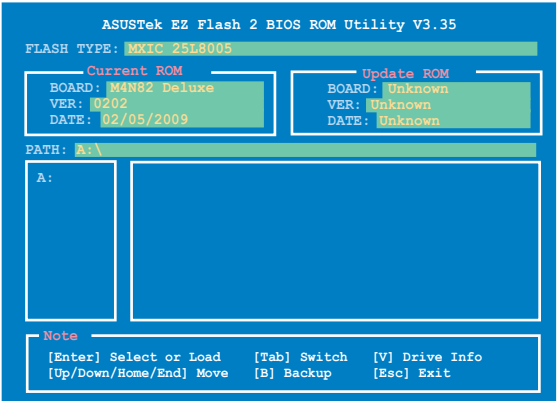 ASUSTek EZ Flash 2 BIOS ROM Utility V3.35
FLASH TYPE: MXIC 25L8005
Current ROM
BOARD: M4N82 Deluxe
VER: 0202
DATE: 02/05/2009
Update ROM
BOARD: Unknown
VER: Unknown
DATE: Unknown
PATH: A:\
A:
Note
[Enter] Select or Load [Tab] Switch [V] Drive Info
[Up/Down/Home/End] Move [B] Backup [Esc] Exit